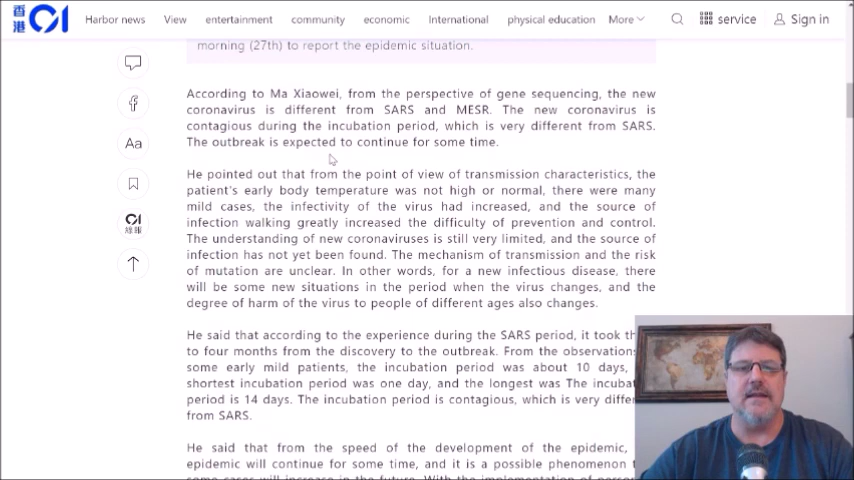 香港01
Harbor news
View
entertainment
community
economic
International
physical education
More
service
Sign in
morning (27th) to report the epidemic situation.
According to Ma Xiaowei, from the perspective of gene sequencing, the new
coronavirus is different from SARS and MESR. The new coronavirus is
contagious during the incubation period, which is very different from SARS.
The outbreak is expected to continue for some time.
Aa
He pointed out that from the point of view of transmission characteristics, the
patient's early body temperature was not high or normal, there were many
mild cases, the infectivity of the virus had increased, and the source of
infection walking greatly increased the difficulty of prevention and control.
The understanding of new coronaviruses is still very limited, and the source of
infection has not yet been found. The mechanism of transmission and the risk
of mutation are unclear. In other words, for a new infectious disease, there
will be some new situations in the period when the virus changes, and the
degree of harm of the virus to people of different ages also changes.
01
線報
He said that according to the experience during the SARS period, it took
to four months from the discovery to the outbreak. From the observations
some early mild patients, the incubation period was about 10 days,
shortest incubation period was one day, and the longest was The
period is 14 days. The incubation period is contagious, which is very
from SARS.
He said that from the speed of the development of the epidemic,
epidemic will continue for some time, and it is a possible phenomenon
some cases will increase in the future. With the implementation of